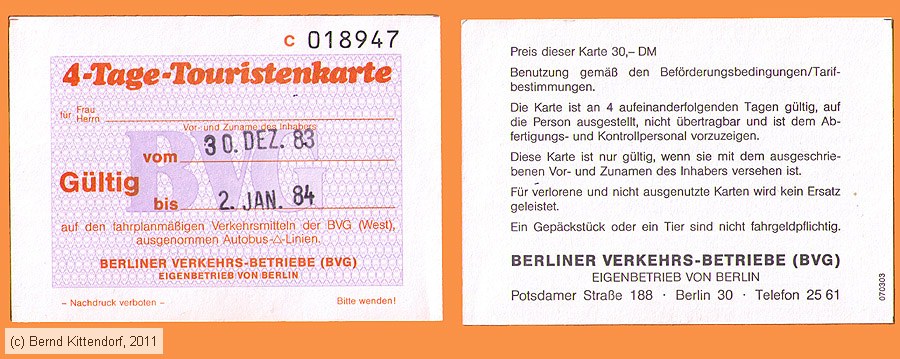 C 018947
4-Tage-Touristenkarte
für Frau
Herrn
Vor- und Zuname des Inhabers
BVG
vom 30. DEZ. 83
Gültig
bis 2. JAN. 84
auf den fahrplanmäßigen Verkehrsmitteln der BVG (West),
ausgenommen Autobus-△-Linien.
BERLINER VERKEHRS-BETRIEBE (BVG)
EIGENBETRIEB VON BERLIN
– Nachdruck verboten –
Bitte wenden!
Preis dieser Karte 30,– DM
Benutzung gemäß den Beförderungsbedingungen/Tarif-
bestimmungen.
Die Karte ist an 4 aufeinanderfolgenden Tagen gültig, auf
die Person ausgestellt, nicht übertragbar und ist dem Ab-
fertigungs- und Kontrollpersonal vorzuzeigen.
Diese Karte ist nur gültig, wenn sie mit dem ausgeschrie-
benen Vor- und Zunamen des Inhabers versehen ist.
Für verlorene und nicht ausgenutzte Karten wird kein Ersatz
geleistet.
Ein Gepäckstück oder ein Tier sind nicht fahrgeldpflichtig.
BERLINER VERKEHRS-BETRIEBE (BVG)
EIGENBETRIEB VON BERLIN
Potsdamer Straße 188 · Berlin 30 · Telefon 25 61
070303
(c) Bernd Kittendorf, 2011